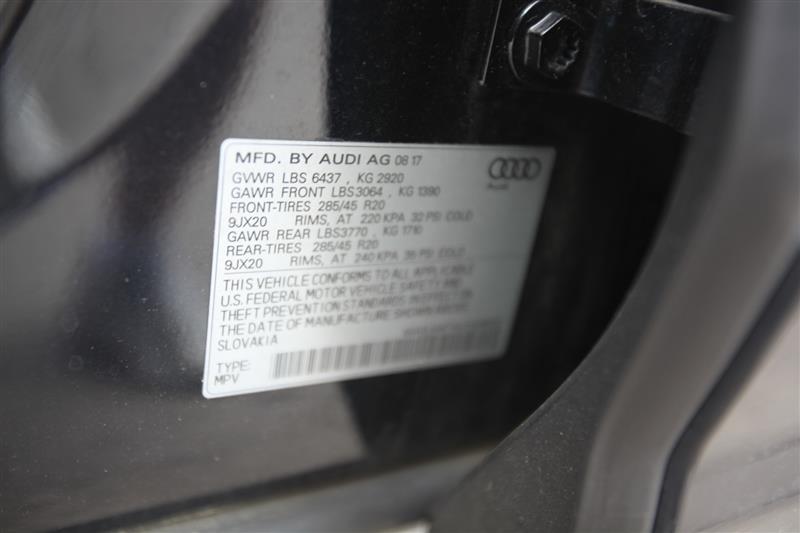 MFD. BY AUDI AG 08 17
GVWR LBS 6437 , KG 2920
GAWR FRONT LBS3064 , KG 1390
FRONT-TIRES 285/45 R20
9JX20 RIMS, AT 220 KPA 32 PSI COLD
GAWR REAR LBS3770 , KG 1710
REAR-TIRES 285/45 R20
9JX20 RIMS, AT 240 KPA 35 PSI COLD
THIS VEHICLE CONFORMS TO ALL APPLICABLE
U.S. FEDERAL MOTOR VEHICLE SAFETY AND
THEFT PREVENTION STANDARDS IN EFFECT ON
THE DATE OF MANUFACTURE SHOWN ABOVE.
SLOVAKIA
TYPE:
MPV
Audi